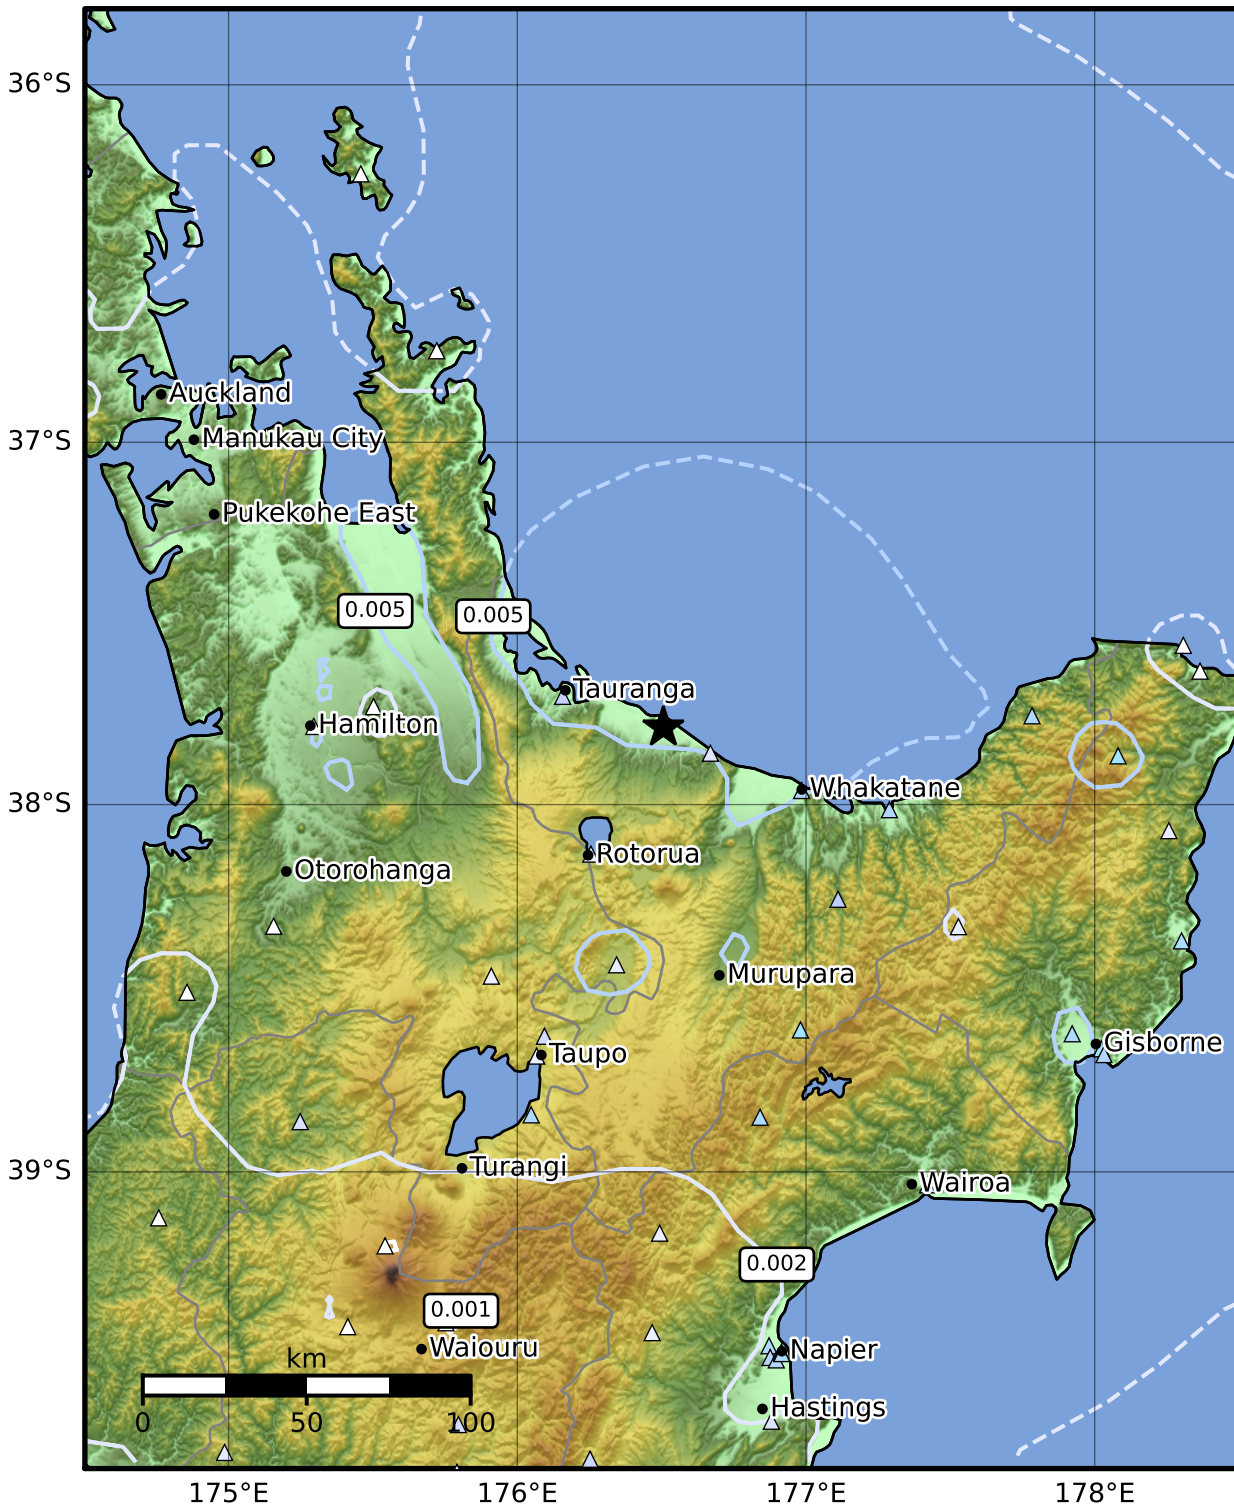 36°S
Auckland
Manukau City
37°S
Pukekohe East
0.005
0.005
Tauranga
Hamilton
Whakatane
38°S
Rotorua
Otorohanga
Murupara
Gisborne
Taupo
Turangi
39°S
Wairoa
0.002
0.001
Waiouru
Napier
km
Hastings
0 50 100
175°E 176°E 177°E 178°E